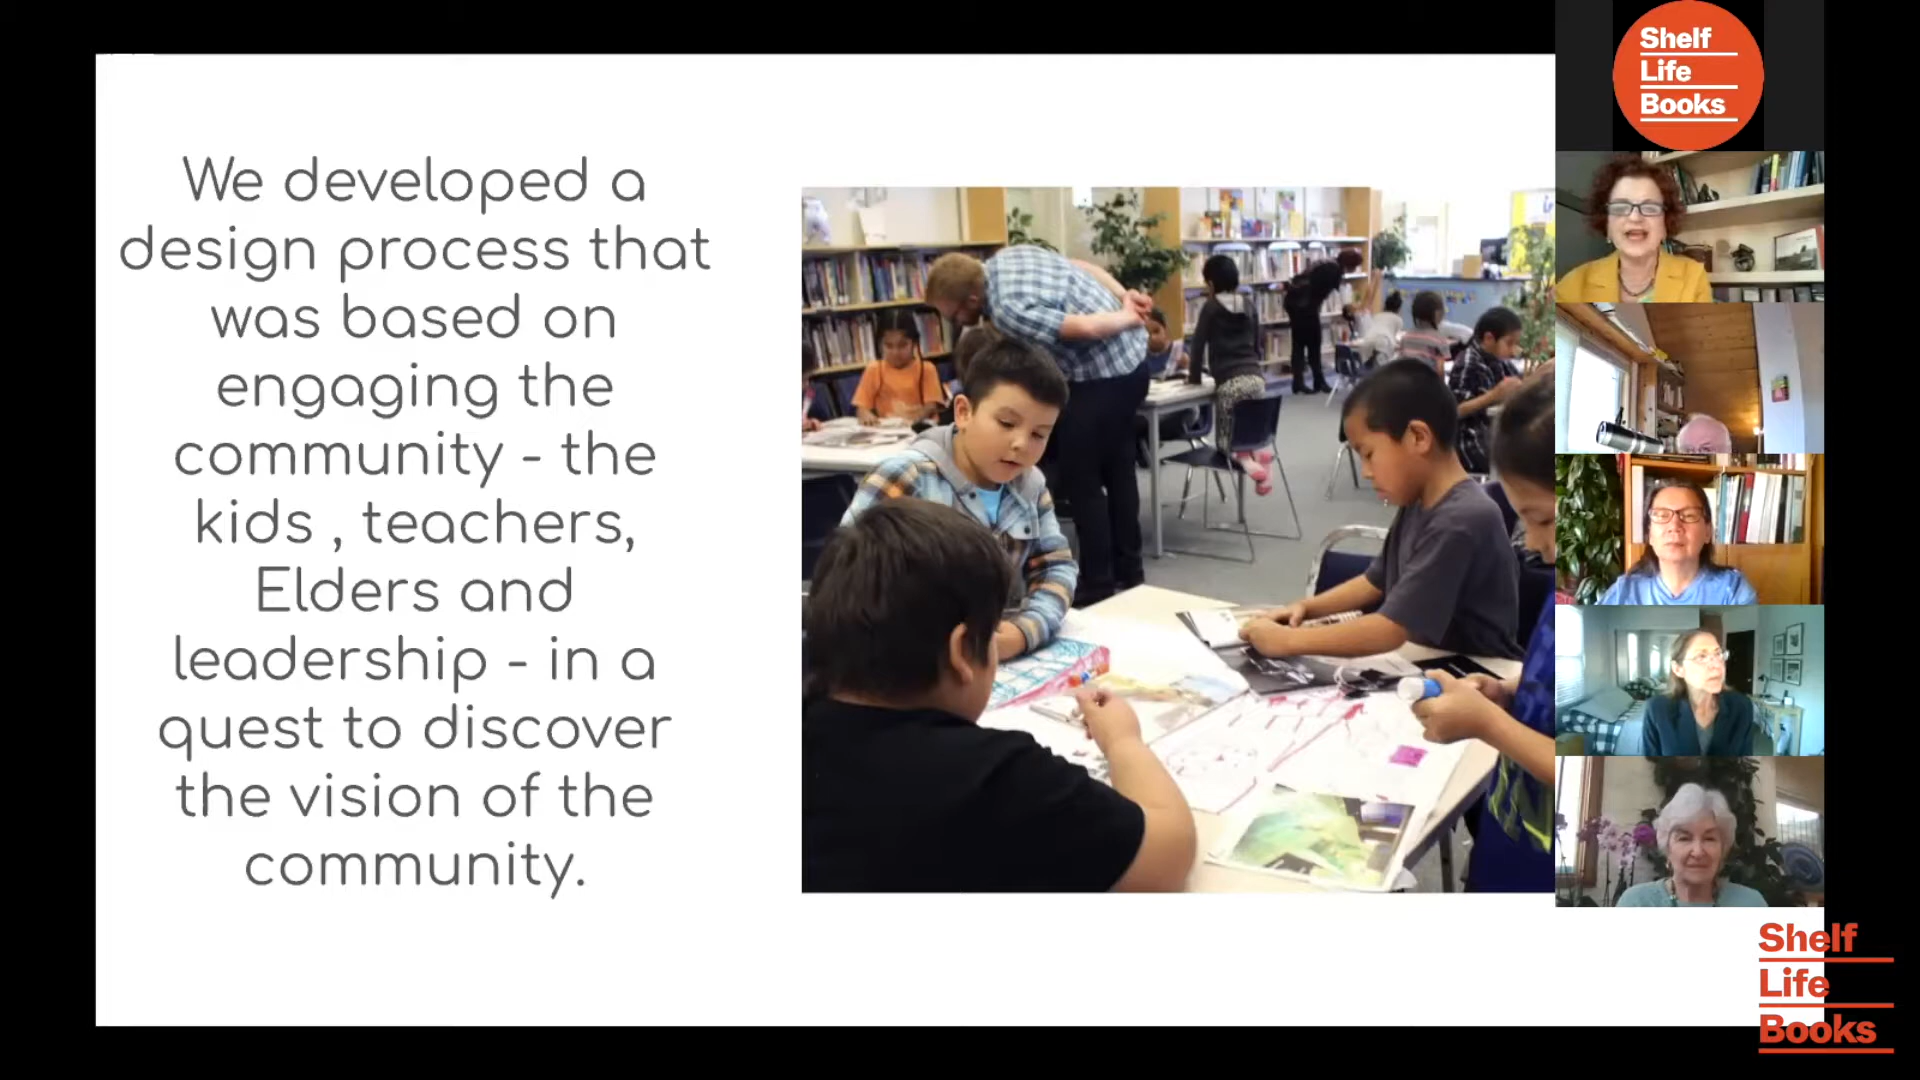 We developed a
design process that
was based on
engaging the
community - the
kids , teachers,
Elders and
leadership - in a
quest to discover
the vision of the
community.
Shelf
Life
Books
Shelf
Life
Books